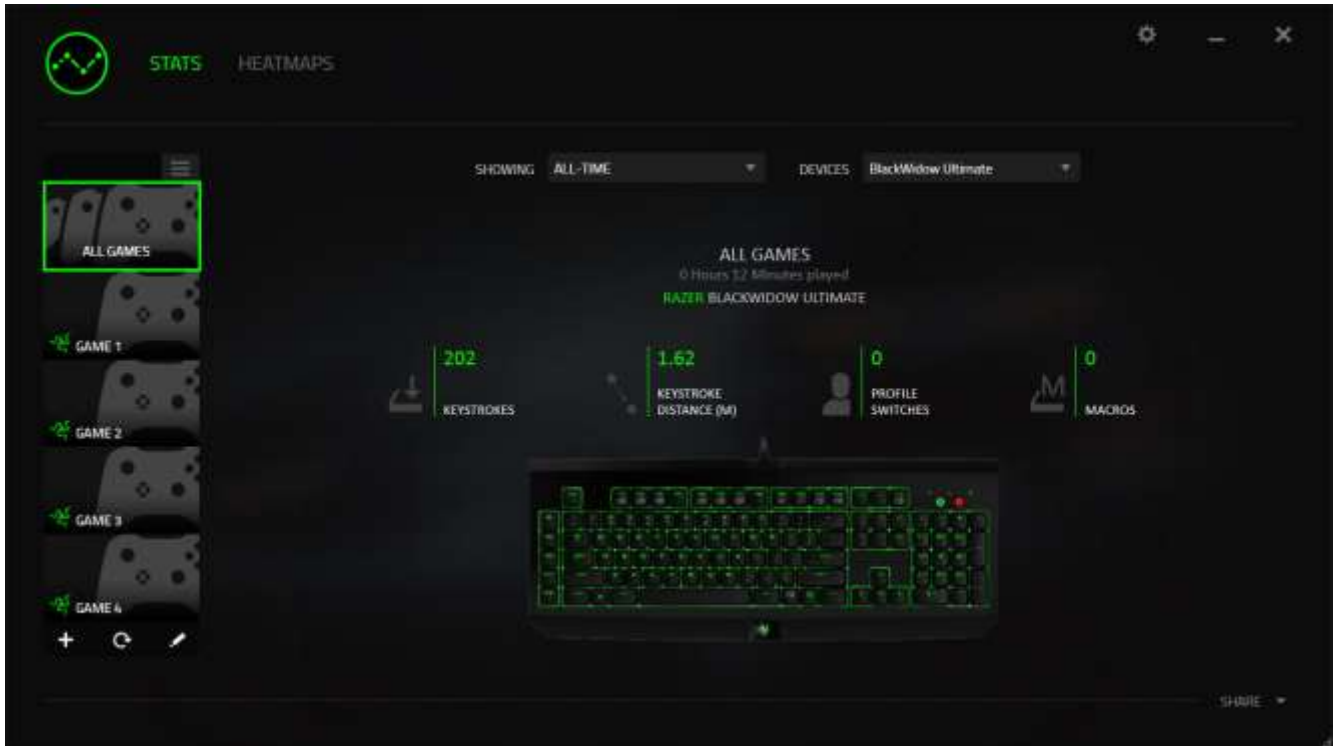 STATS HEATMAPS
SHOWING ALL-TIME DEVICES BlackWidow Ultimate
ALL GAMES
GAME 1
GAME 2
GAME 3
GAME 4
ALL GAMES
0 Hours 12 Minutes played
RAZER BLACKWIDOW ULTIMATE
202
KEYSTROKES
1.62
KEYSTROKE
DISTANCE (M)
0
PROFILE
SWITCHES
M
0
MACROS
SHARE